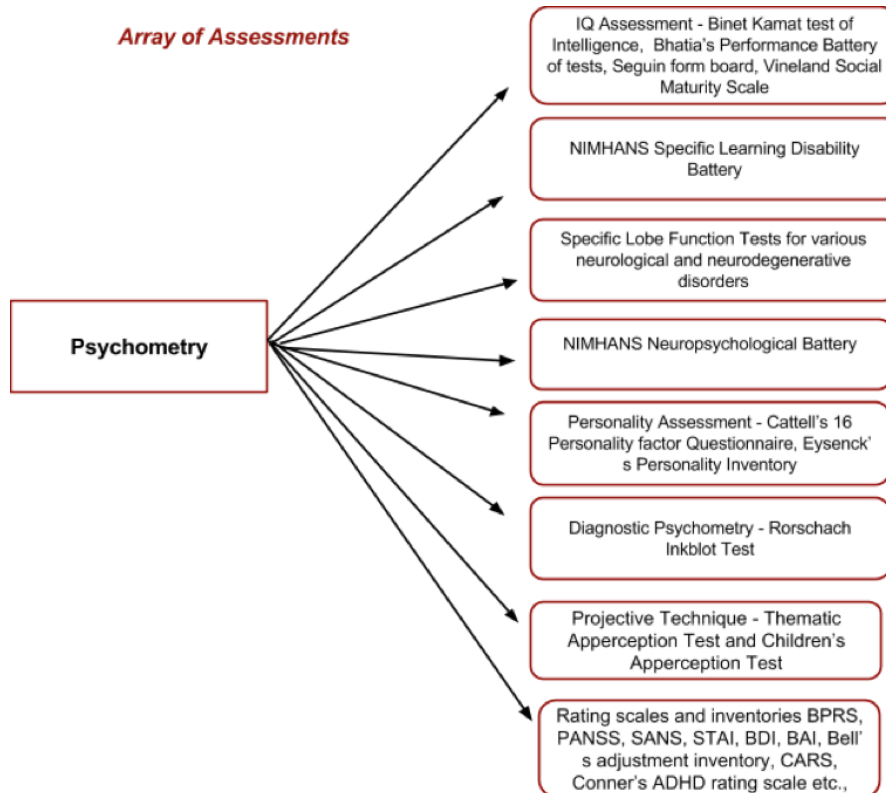 Array of Assessments
IQ Assessment - Binet Kamat test of
Intelligence, Bhatia's Performance Battery
of tests, Seguin form board, Vineland Social
Maturity Scale
NIMHANS Specific Learning Disability
Battery
Specific Lobe Function Tests for various
neurological and neurodegenerative
disorders
Psychometry
NIMHANS Neuropsychological Battery
Personality Assessment - Cattell's 16
Personality factor Questionnaire, Eysenck'
s Personality Inventory
Diagnostic Psychometry - Rorschach
Inkblot Test
Projective Technique - Thematic
Apperception Test and Children's
Apperception Test
Rating scales and inventories BPRS,
PANSS, SANS, STAI, BDI, BAI, Bell'
s adjustment inventory, CARS,
Conner's ADHD rating scale etc.,